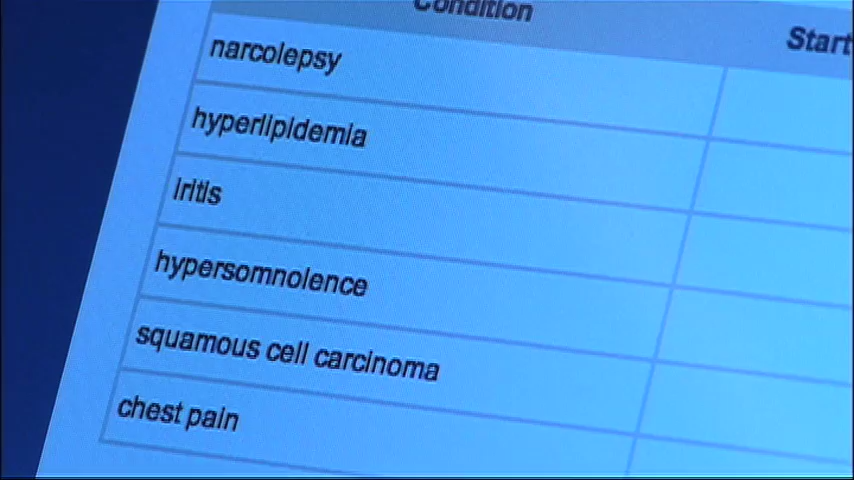 Condition
Start
narcolepsy
hyperlipidemia
iritis
hypersomnolence
squamous cell carcinoma
chest pain